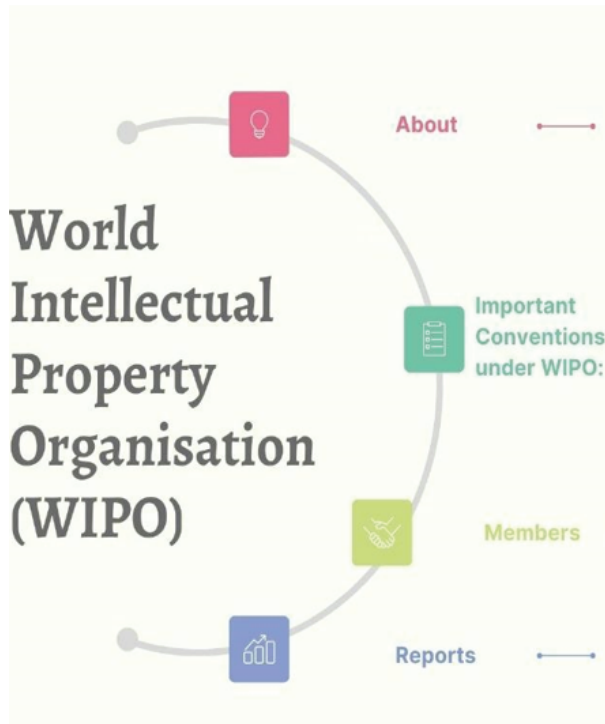 World
Intellectual
Property
Organisation
(WIPO)
About
Important
Conventions
under WIPO:
Members
Reports